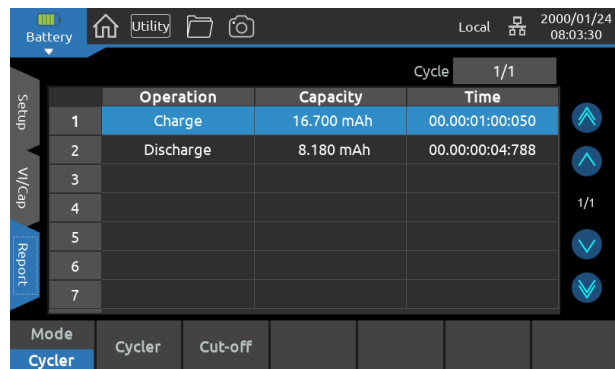 Battery Utility Local 2000/01/24
08:03:30
Cycle 1/1
Setup
VI/Cap
Report
Operation Capacity Time
1 Charge 16.700 mAh 00.00:01:00:050
2 Discharge 8.180 mAh 00.00:00:04:788
3
4
5
6
7
1/1
Mode
Cycler
Cycler Cut-off